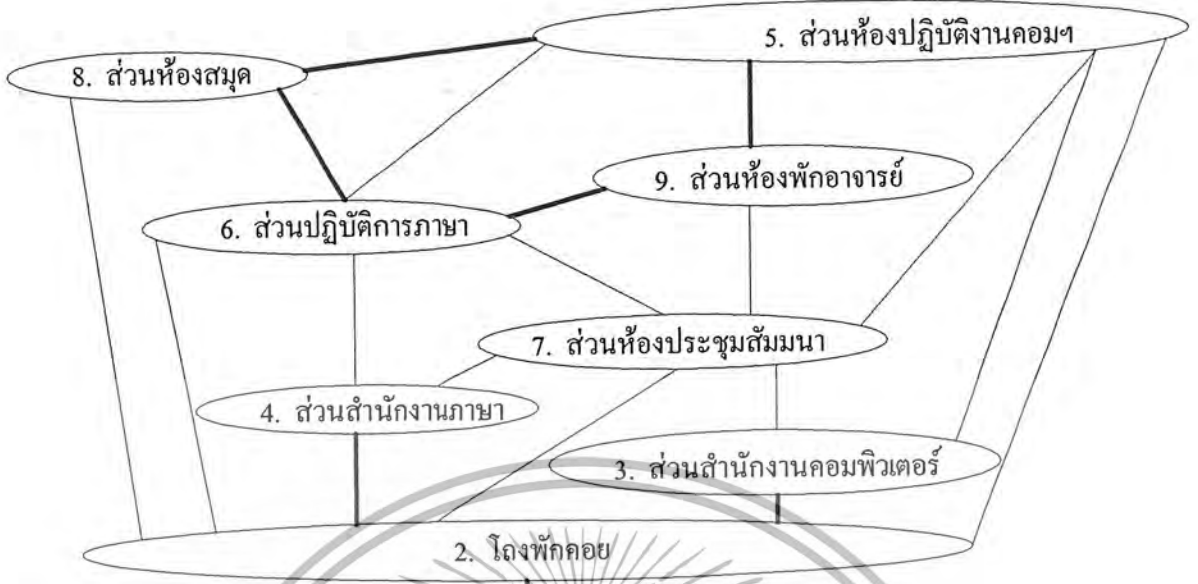 5. ส่วนห้องปฏิบัติงานคอมฯ
8. ส่วนห้องสมุด
9. ส่วนห้องพักอาจารย์
6. ส่วนปฏิบัติการภาษา
7. ส่วนห้องประชุมสัมมนา
4. ส่วนสำนักงานภาษา
3. ส่วนสำนักงานคอมพิวเตอร์
2. โถงพักคอย